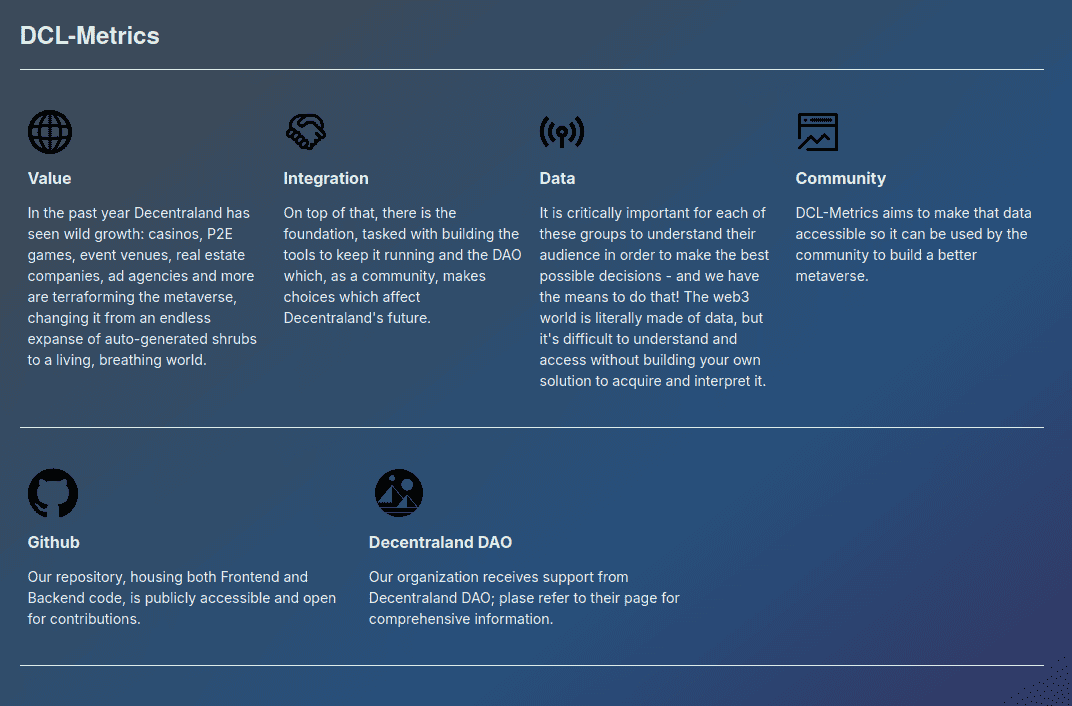 DCL-Metrics
Value
In the past year Decentraland has
seen wild growth: casinos, P2E
games, event venues, real estate
companies, ad agencies and more
are terraforming the metaverse,
changing it from an endless
expanse of auto-generated shrubs
to a living, breathing world.
Integration
On top of that, there is the
foundation, tasked with building the
tools to keep it running and the DAO
which, as a community, makes
choices which affect
Decentraland's future.
Data
It is critically important for each of
these groups to understand their
audience in order to make the best
possible decisions - and we have
the means to do that! The web3
world is literally made of data, but
it's difficult to understand and
access without building your own
solution to acquire and interpret it.
Community
DCL-Metrics aims to make that data
accessible so it can be used by the
community to build a better
metaverse.
Github
Our repository, housing both Frontend and
Backend code, is publicly accessible and open
for contributions.
Decentraland DAO
Our organization receives support from
Decentraland DAO; plase refer to their page for
comprehensive information.